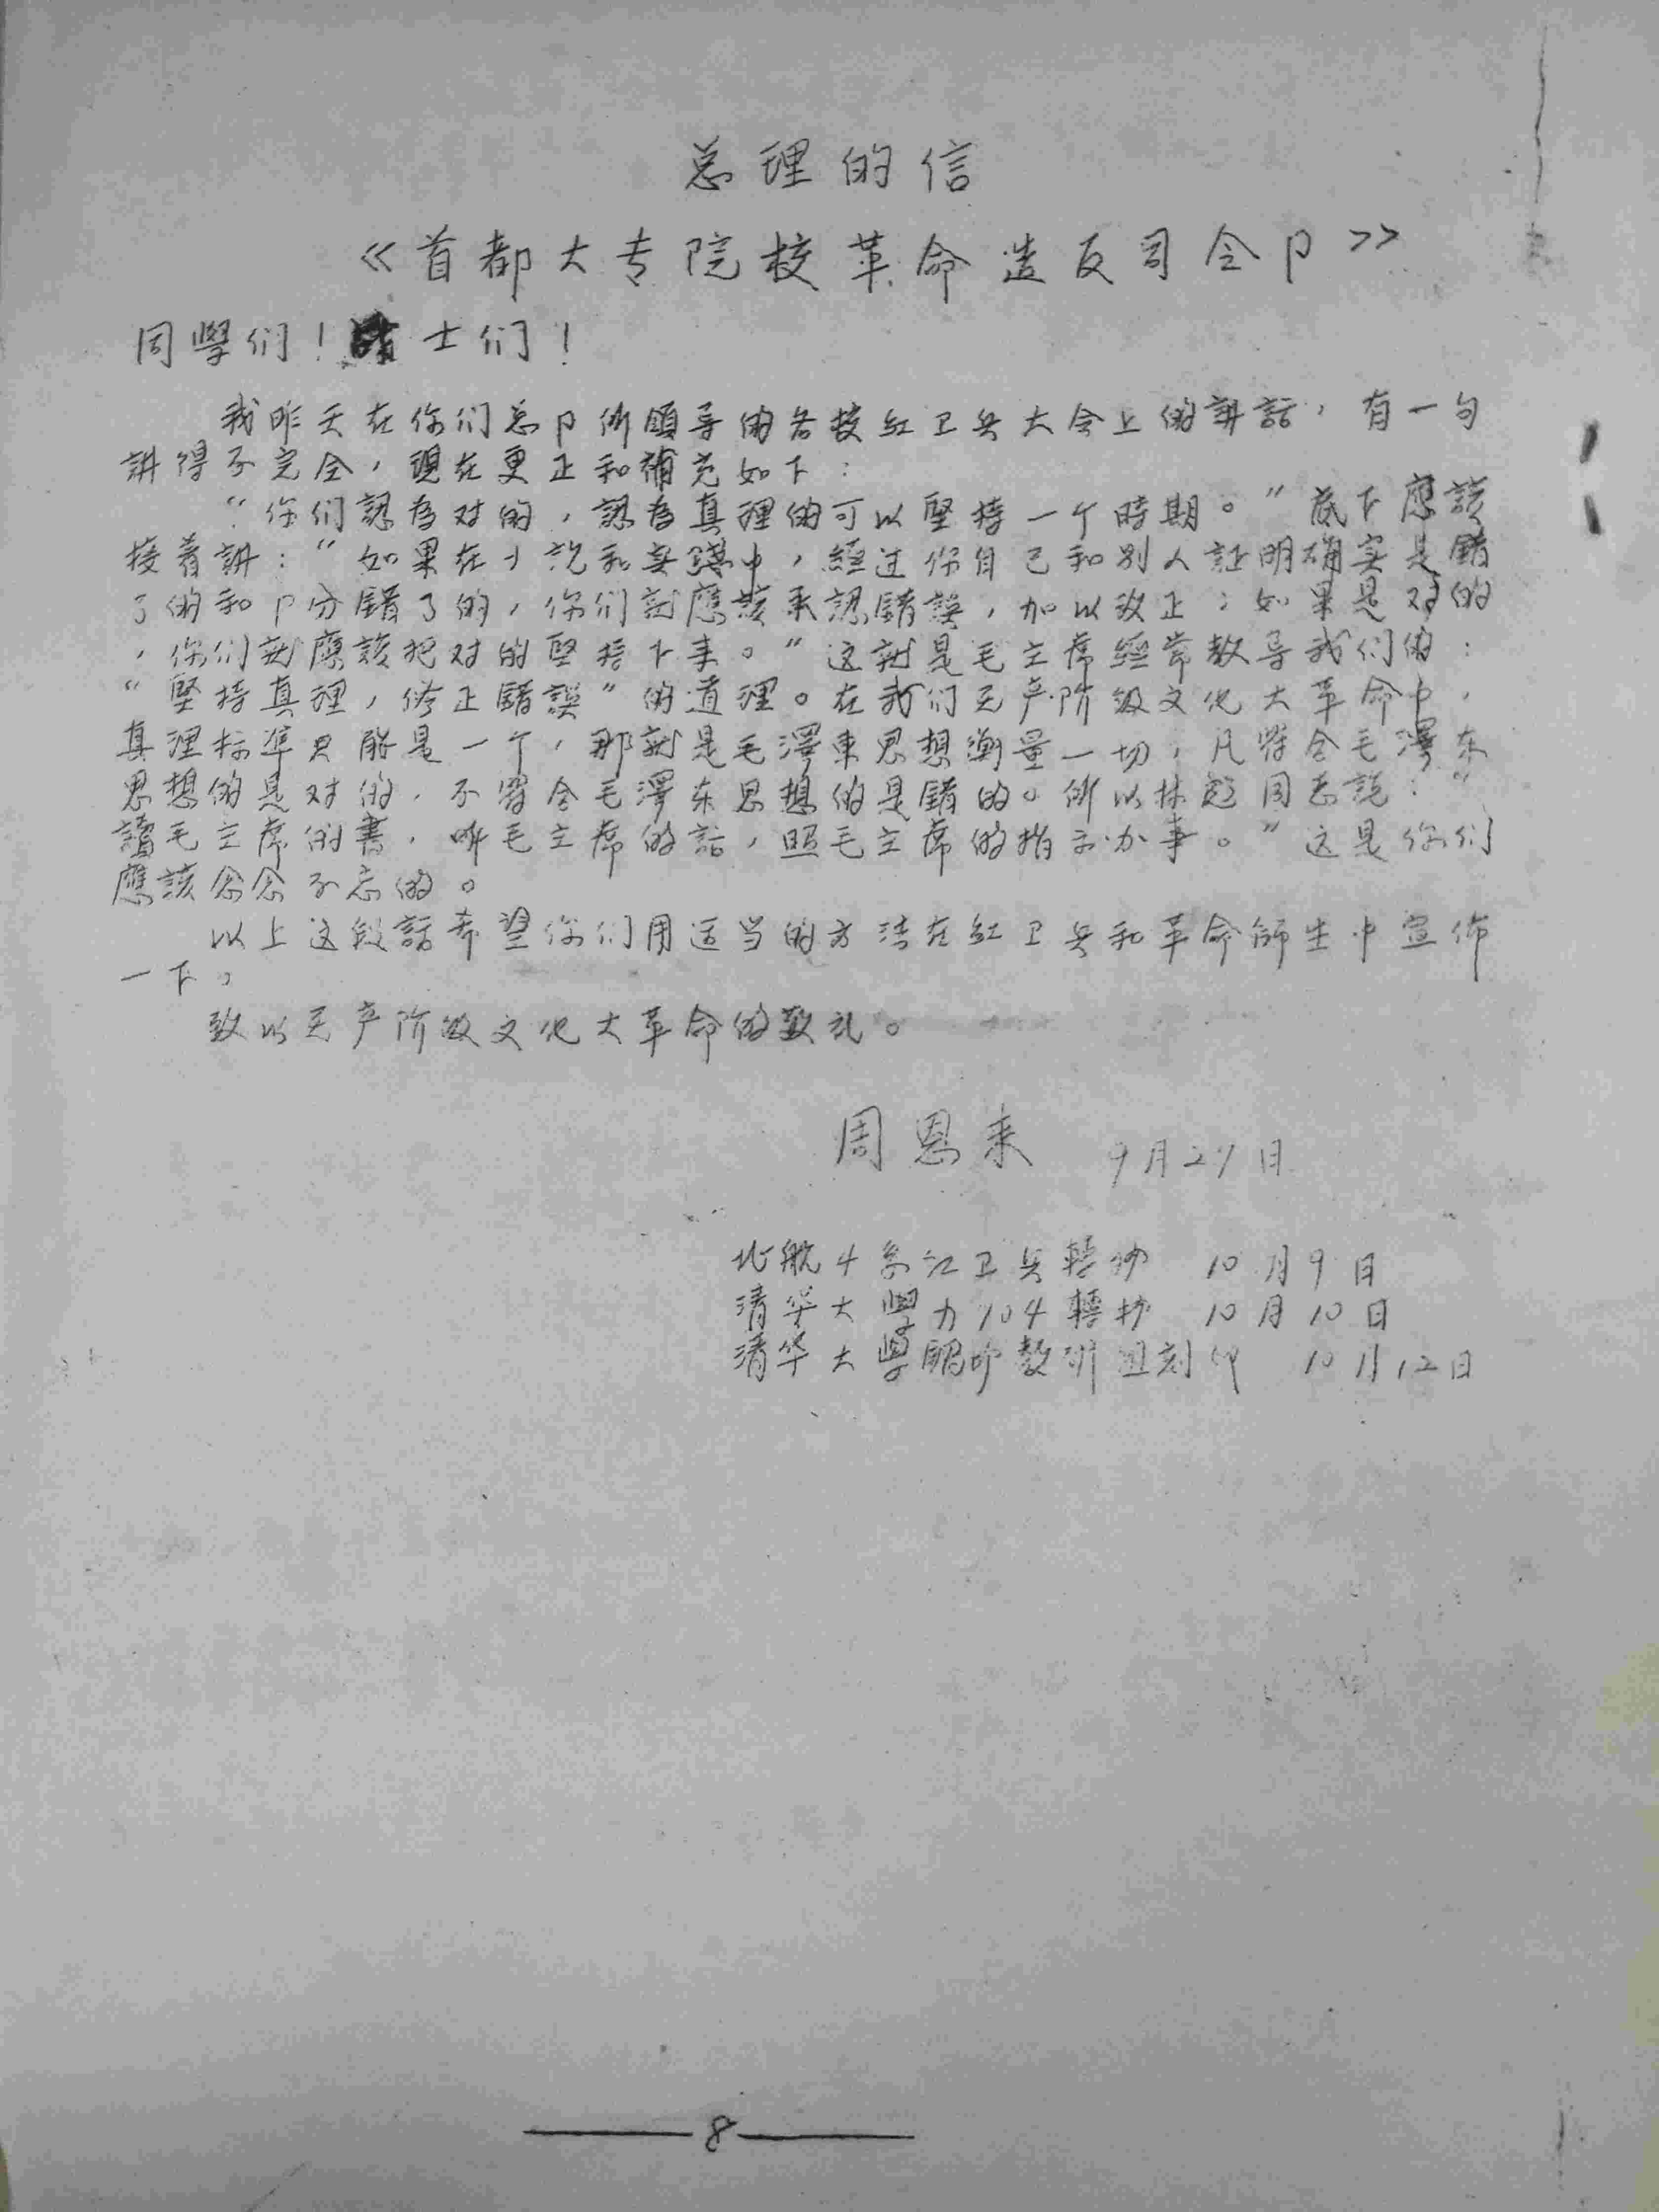 总理的信
《首都大专院校革命造反司令卩》
同學们！战士们！
我昨天在你们总卩所領导的各校紅卫兵大会上的講話，有一句
講得不完全，現在更正和補充如下：
“你们認為对的，認為真理的可以堅持一个時期。”底下應該
接着講：“如果在小说和实踐中，經过你自己和别人証明确实是錯
了的和卩分錯了的，你们就應該承認錯誤，加以改正；如果是对的
，你们就應該把对的堅持下来。”这就是毛主席經常教导我们的：
“堅持真理，修正錯誤”的道理。在我们无产阶級文化大革命中，
真理标準只能是一个，那就是毛澤東思想衡量一切，凡符合毛澤东
思想的是对的，不符合毛澤东思想的是錯的。所以林彪同志說：“
讀毛主席的書，听毛主席的話，照毛主席的指示办事。”这是你们
應該念念不忘的。
以上这段話希望你们用适当的方法在紅卫兵和革命師生中宣佈
一下。
致以无产阶級文化大革命的敬礼。
周恩来 9月27日
北航4系红卫兵轉抄 10月9日
清华大學力104轉抄 10月10日
清华大學教研组刻印 10月12日
8